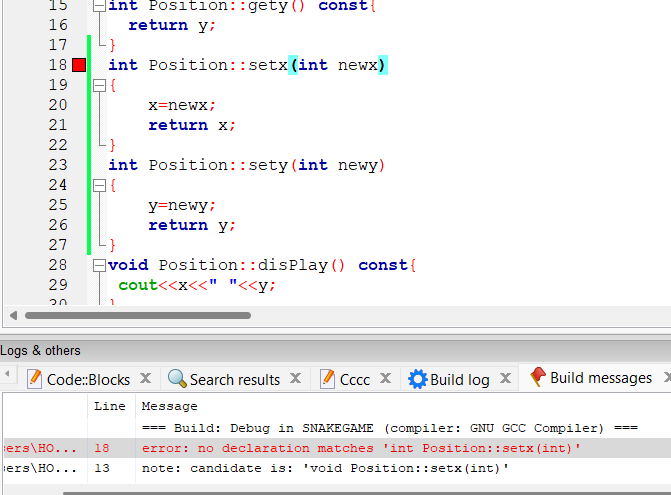 15 int Position::gety() const{
16 return y;
17 }
18 int Position::setx(int newx)
19 {
20 x=newx;
21 return x;
22 }
23 int Position::sety(int newy)
24 {
25 y=newy;
26 return y;
27 }
28 void Position::disPlay() const{
29 cout<<x<<" "<<y;
30 }
Logs & others
Code::Blocks X Search results X Cccc X Build log X Build messages X
Line Message
=== Build: Debug in SNAKEGAME (compiler: GNU GCC Compiler) ===
ers\HO... 18 error: no declaration matches 'int Position::setx(int)'
ers\HO... 13 note: candidate is: 'void Position::setx(int)'